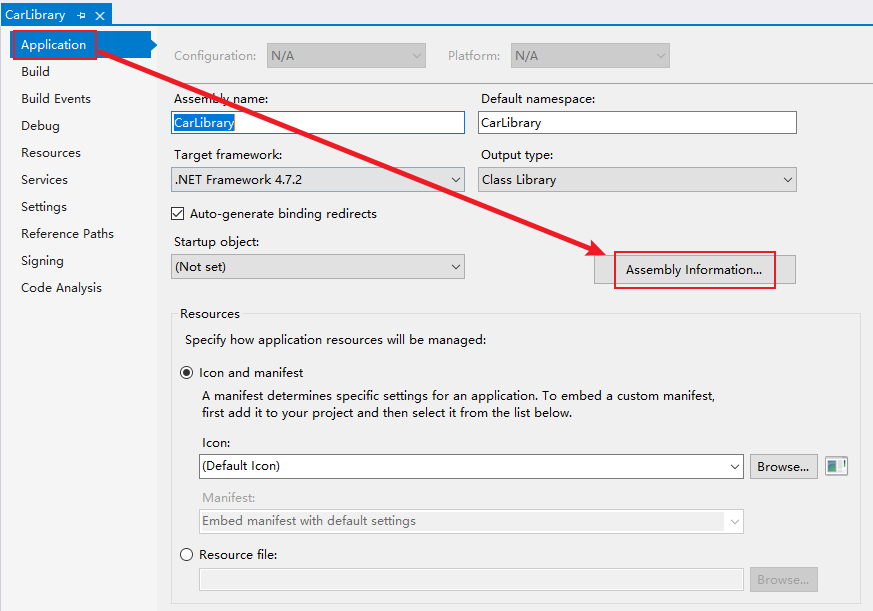 CarLibrary
Application
Build
Build Events
Debug
Resources
Services
Settings
Reference Paths
Signing
Code Analysis
Configuration: N/A Platform: N/A
Assembly name: Default namespace:
CarLibrary CarLibrary
Target framework: Output type:
.NET Framework 4.7.2 Class Library
Auto-generate binding redirects
Startup object:
(Not set) Assembly Information...
Resources
Specify how application resources will be managed:
Icon and manifest
A manifest determines specific settings for an application. To embed a custom manifest,
first add it to your project and then select it from the list below.
Icon:
(Default Icon) Browse...
Manifest:
Embed manifest with default settings
Resource file:
Browse...